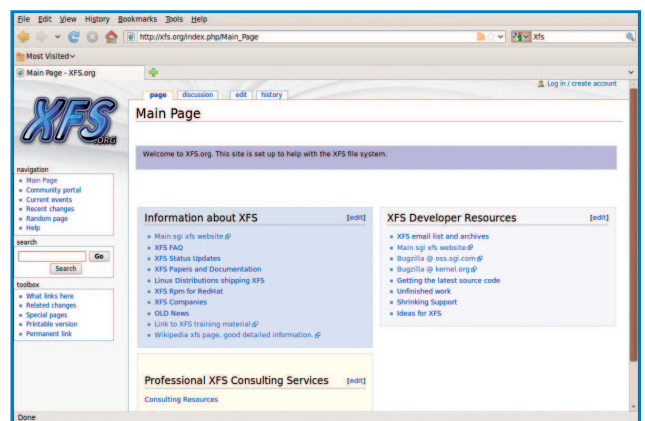 File Edit View History Bookmarks Tools Help
http://xfs.org/index.php/Main_Page
Xfs
Most Visited
Main Page - XFS.org
Log in / create account
page discussion edit history
XFS
.ORG
Main Page
Welcome to XFS.org. This site is set up to help with the XFS file system.
navigation
Main Page
Community portal
Current events
Recent changes
Random page
Help
search
Go
Search
toolbox
What links here
Related changes
Special pages
Printable version
Permanent link
Information about XFS [edit]
Main sgi xfs website
XFS FAQ
XFS Status Updates
XFS Papers and Documentation
Linux Distributions shipping XFS
XFS Rpm for RedHat
XFS Companies
OLD News
Link to XFS training material
Wikipedia xfs page, good detailed information.
XFS Developer Resources [edit]
XFS email list and archives
Main sgi xfs website
Bugzilla @ oss.sgi.com
Bugzilla @ kernel.org
Getting the latest source code
Unfinished work
Shrinking Support
Ideas for XFS
Professional XFS Consulting Services [edit]
Consulting Resources
Done